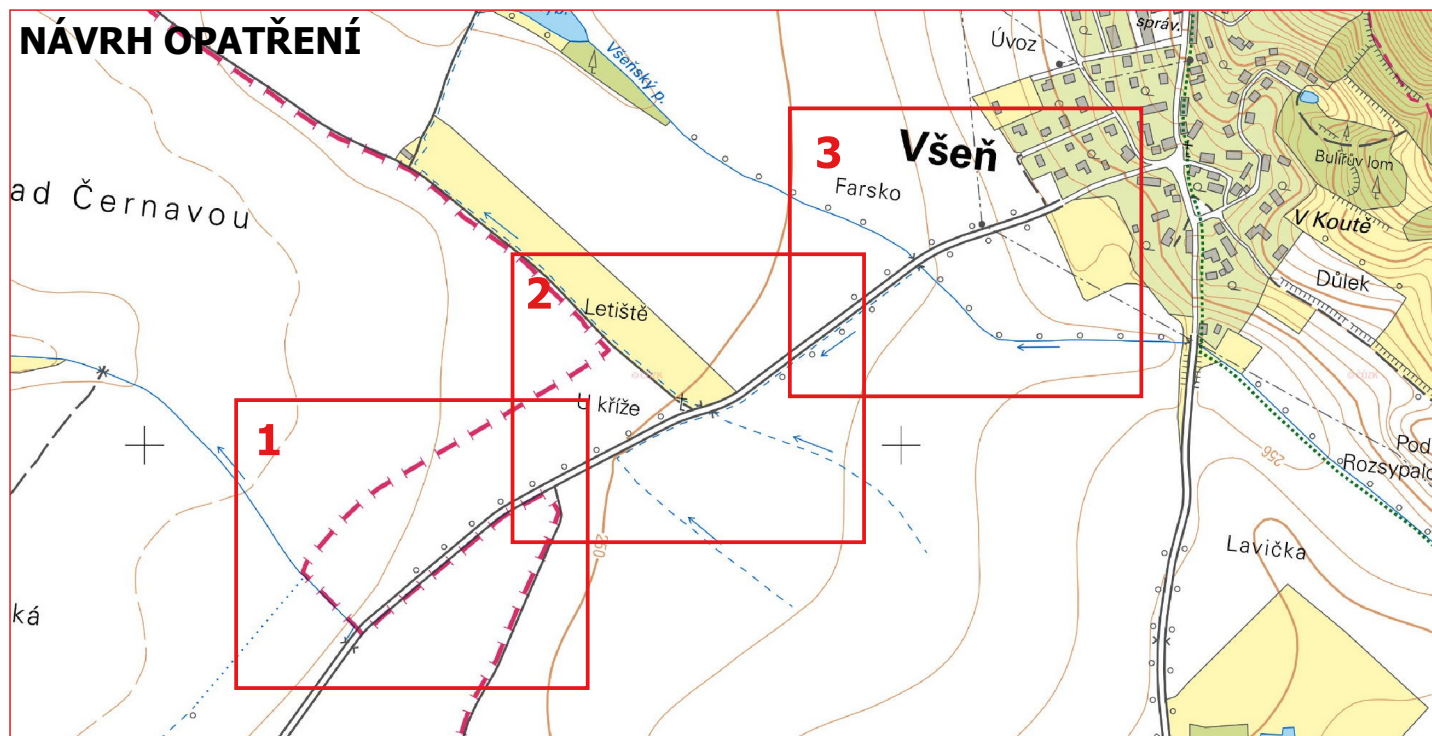 NÁVRH OPATŘENÍ
správ.
Úvoz
Všeňský p.
3
Všeň
Bulířův lom
Farsko
ad Černavou
V Koutě
Důlek
2
Letiště
U kříže
1
256
Pod
Rozsypalo
250
Lavička
ká